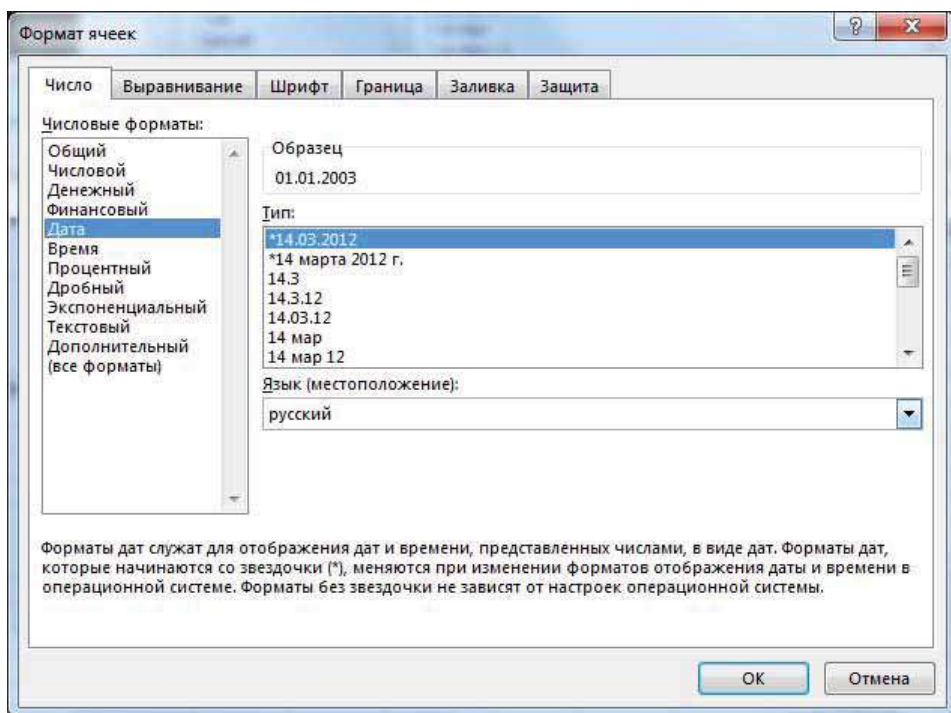 Формат ячеек
Число Выравнивание Шрифт Граница Заливка Защита
Числовые форматы:
Общий
Числовой
Денежный
Финансовый
Дата
Время
Процентный
Дробный
Экспоненциальный
Текстовый
Дополнительный
(все форматы)
Образец
01.01.2003
Тип:
*14.03.2012
*14 марта 2012 г.
14.3
14.3.12
14.03.12
14 мар
14 мар 12
Язык (местоположение):
русский
Форматы дат служат для отображения дат и времени, представленных числами, в виде дат. Форматы дат,
которые начинаются со звездочки (*), меняются при изменении форматов отображения даты и времени в
операционной системе. Форматы без звездочки не зависят от настроек операционной системы.
ОК Отмена